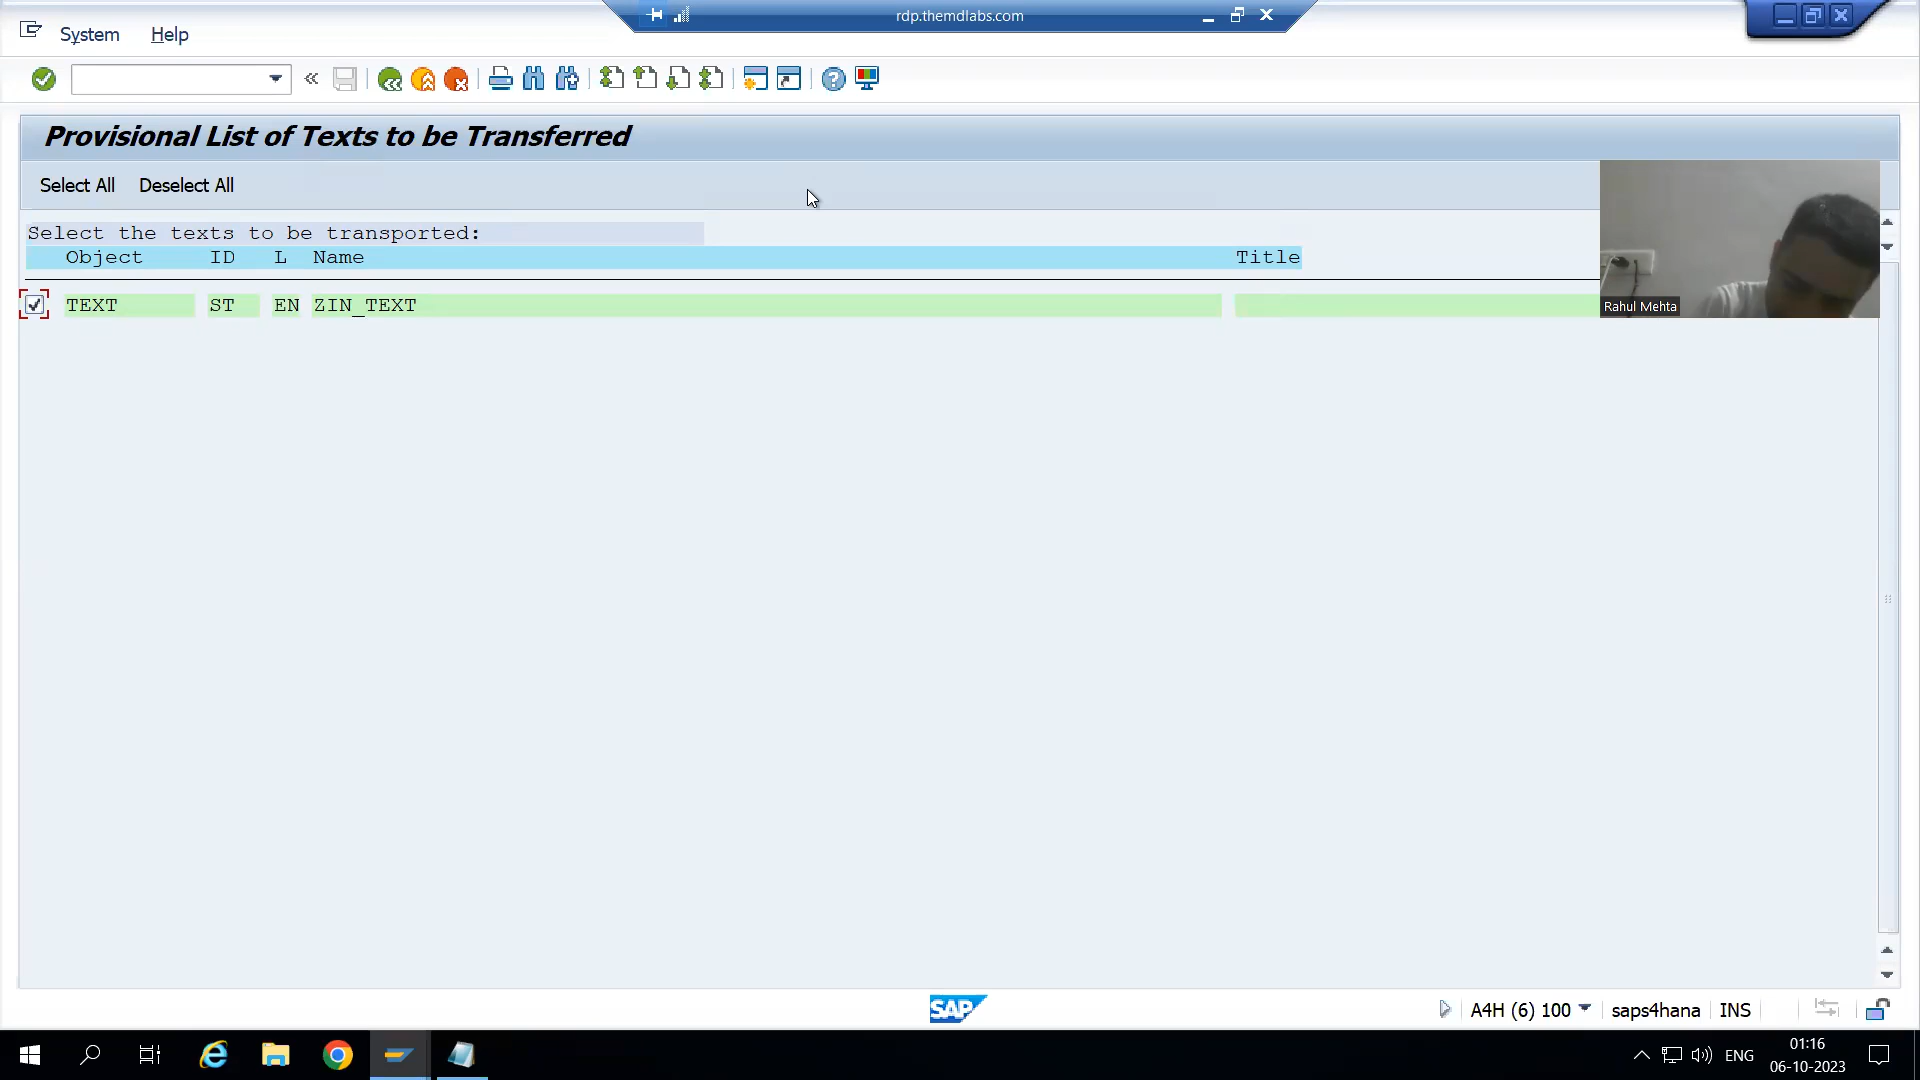 rdp.themdlabs.com
System Help
Provisional List of Texts to be Transferred
Select All Deselect All
Select the texts to be transported:
Object ID L Name Title
TEXT ST EN ZIN_TEXT
Rahul Mehta
SAP
A4H (6) 100 saps4hana INS
ENG
01:16
06-10-2023